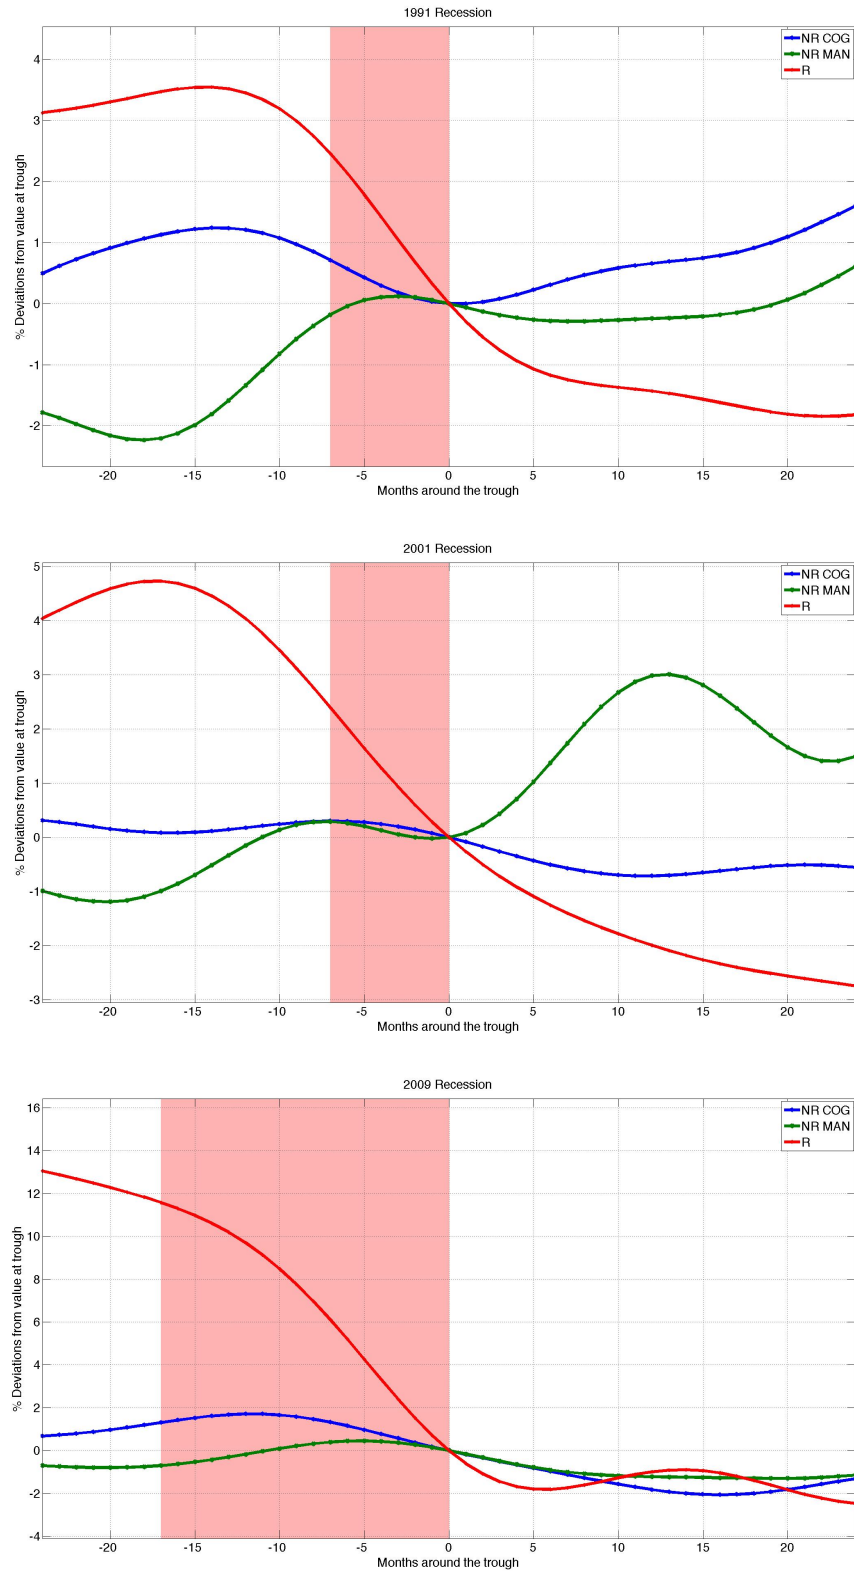 1991 Recession
NR COG
NR MAN
R
4
3
2
1
0
-1
-2
% Deviations from value at trough
-20 -15 -10 -5 0 5 10 15 20
Months around the trough
2001 Recession
NR COG
NR MAN
R
5
4
3
2
1
0
-1
-2
-3
% Deviations from value at trough
-20 -15 -10 -5 0 5 10 15 20
Months around the trough
2009 Recession
NR COG
NR MAN
R
16
14
12
10
8
6
4
2
0
-2
-4
% Deviations from value at trough
-20 -15 -10 -5 0 5 10 15 20
Months around the trough